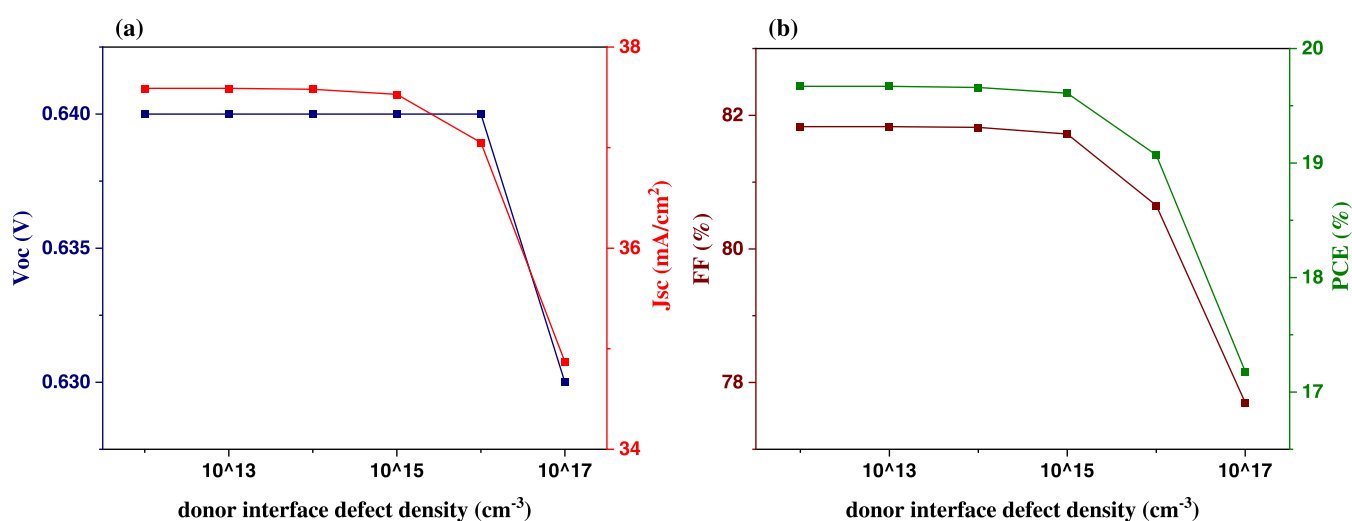 (a)
38
36
34
0.640
0.635
0.630
Voc (V)
Jsc (mA/cm²)
10^13
10^15
10^17
donor interface defect density (cm⁻³)
(b)
82
80
78
FF (%)
20
19
18
17
PCE (%)
10^13
10^15
10^17
donor interface defect density (cm⁻³)